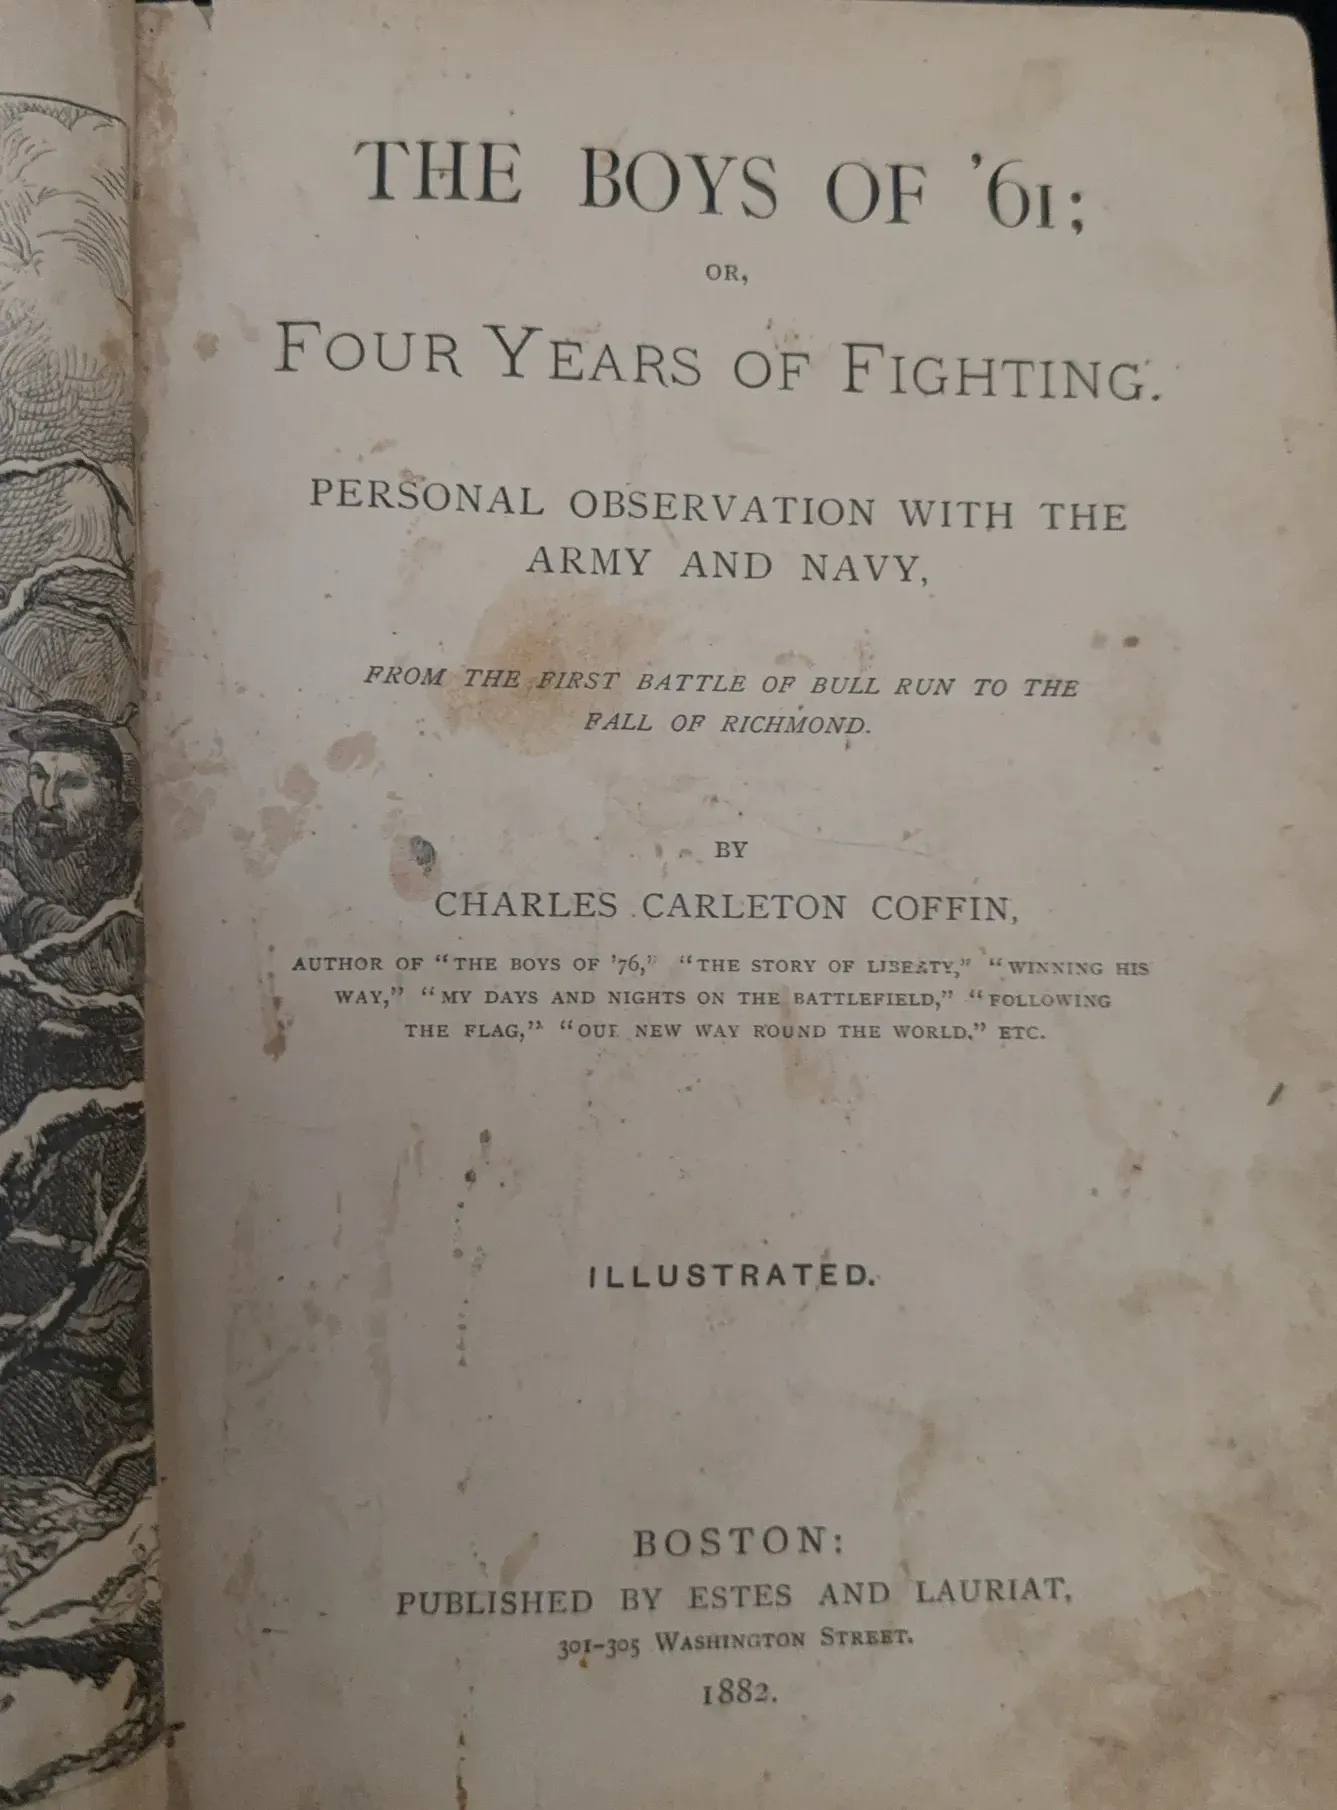 THE BOYS OF '61;
OR,
FOUR YEARS OF FIGHTING.
PERSONAL OBSERVATION WITH THE
ARMY AND NAVY,
FROM THE FIRST BATTLE OF BULL RUN TO THE
FALL OF RICHMOND.
BY
CHARLES CARLETON COFFIN,
AUTHOR OF "THE BOYS OF '76," "THE STORY OF LIBERTY," "WINNING HIS
WAY," "MY DAYS AND NIGHTS ON THE BATTLEFIELD," "FOLLOWING
THE FLAG," "OUR NEW WAY ROUND THE WORLD," ETC.
ILLUSTRATED.
BOSTON:
PUBLISHED BY ESTES AND LAURIAT,
301-305 WASHINGTON STREET.
1882.